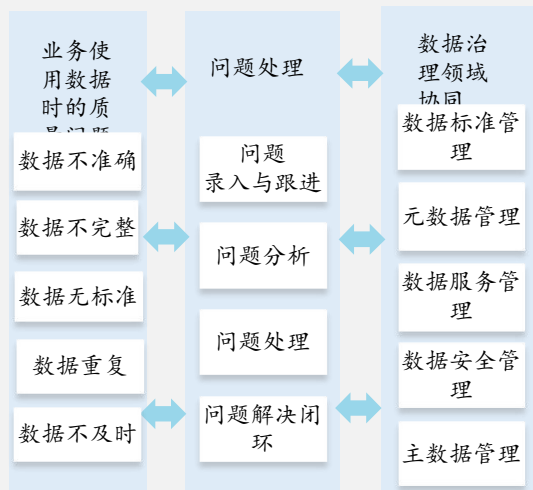 业务使
用数据
时的质
量问题
数据不准确
数据不完整
数据无标准
数据重复
数据不及时
问题处理
问题
录入与跟进
问题分析
问题处理
问题解决闭
环
数据治
理领域
协同
数据标准管
理
元数据管理
数据服务管
理
数据安全管
理
主数据管理